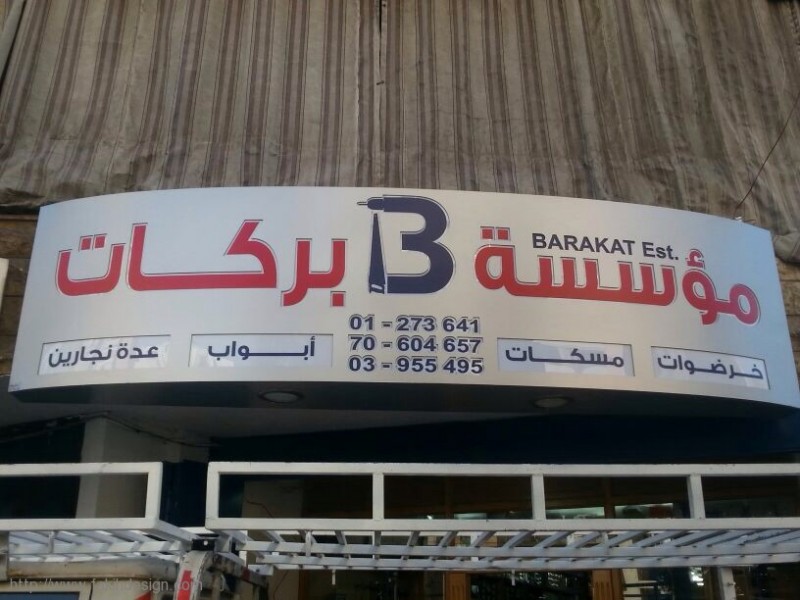 مؤسسة B بركات
BARAKAT Est.
01 - 273 641
70 - 604 657
03 - 955 495
خرضوات
مسكات
أبواب
عدة نجارين